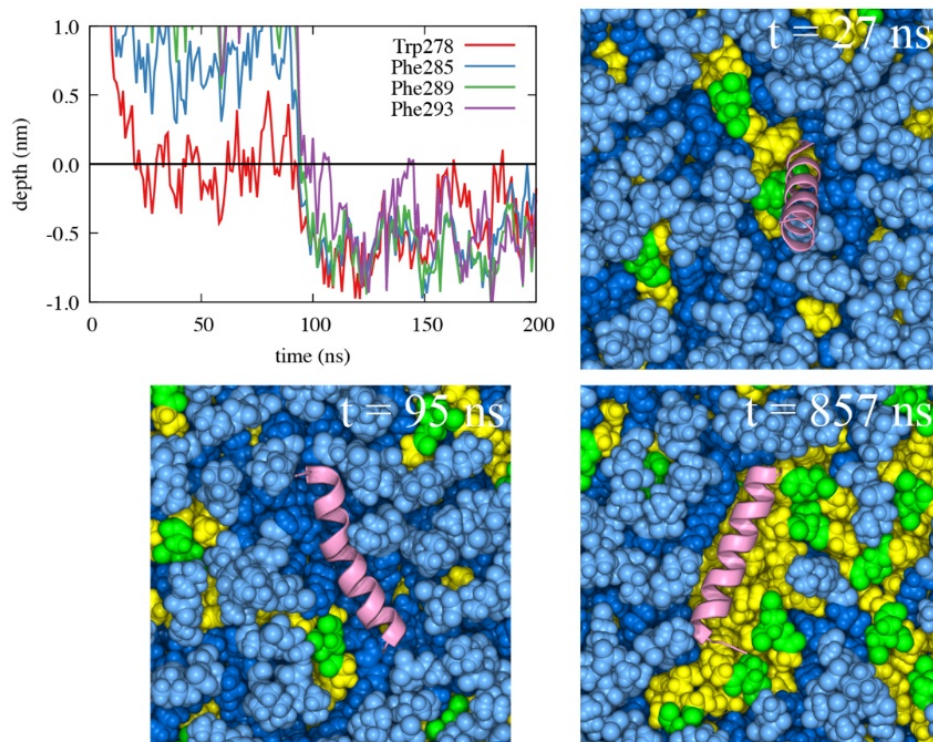 1.0
0.5
0.0
-0.5
-1.0
depth (nm)
Trp278
Phe285
Phe289
Phe293
0
50
100
150
200
time (ns)
t = 27 ns
t = 95 ns
t = 857 ns